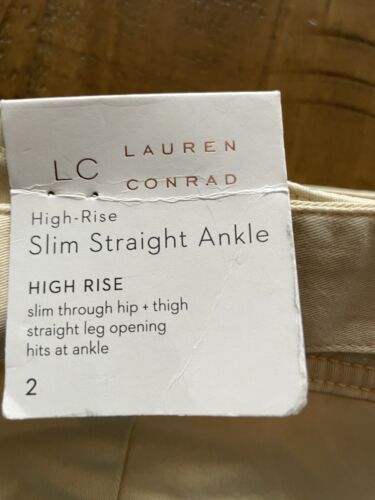 LC LAUREN
CONRAD
High-Rise
Slim Straight Ankle
HIGH RISE
slim through hip + thigh
straight leg opening
hits at ankle
2